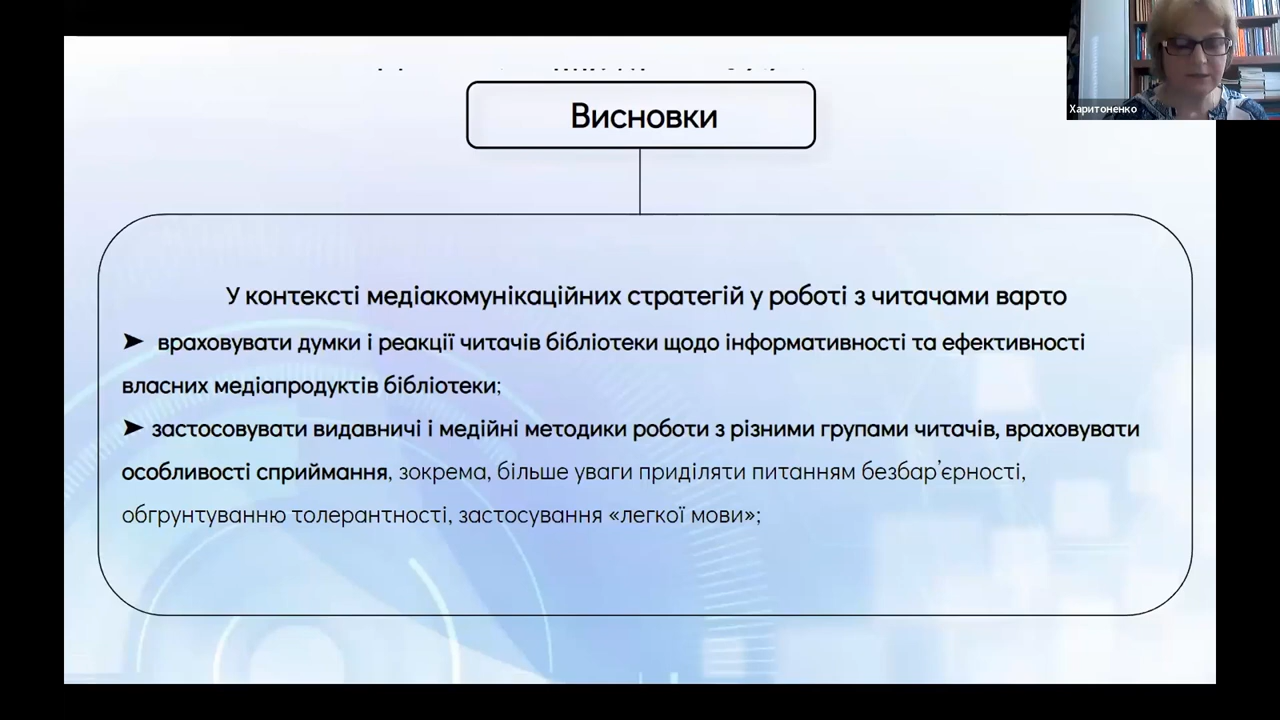 Харитоненко
Висновки
У контексті медіакомунікаційних стратегій у роботі з читачами варто
➤ враховувати думки і реакції читачів бібліотеки щодо інформативності та ефективності
власних медіапродуктів бібліотеки;
➤ застосовувати видавничі і медійні методики роботи з різними групами читачів, враховувати
особливості сприймання, зокрема, більше уваги приділяти питанням безбар’єрності,
обгрунтуванню толерантності, застосування «легкої мови»;